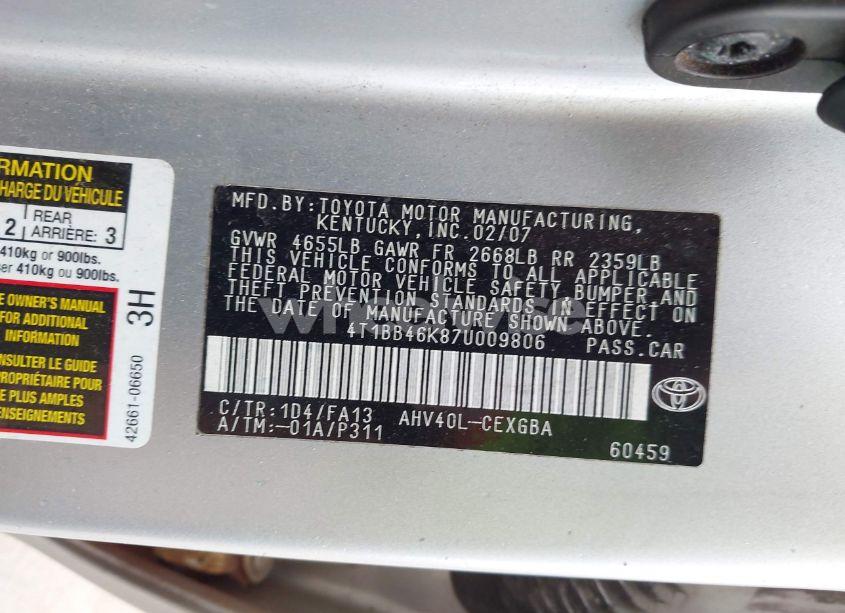 RMATION
CHARGE DU VÉHICULE
2 REAR
ARRIÈRE: 3
410kg or 900lbs.
ser 410kg ou 900lbs.
E OWNER'S MANUAL
FOR ADDITIONAL
INFORMATION
NSULTER LE GUIDE
PROPRIÉTAIRE POUR
E PLUS AMPLES
ENSEIGNEMENTS
3H
42661-06650
MFD. BY: TOYOTA MOTOR MANUFACTURING,
KENTUCKY, INC. 02/07
GVWR 4655LB GAWR FR 2668LB RR 2359LB
THIS VEHICLE CONFORMS TO ALL APPLICABLE
FEDERAL MOTOR VEHICLE SAFETY BUMPER AND
THEFT PREVENTION STANDARDS IN EFFECT ON
THE DATE OF MANUFACTURE SHOWN ABOVE.
4T1BB46K87U009806 PASS.CAR
C/TR: 1D4/FA13 AHV40L-CEXGBA
A/TM:-01A/P311
60459
TOYOTA